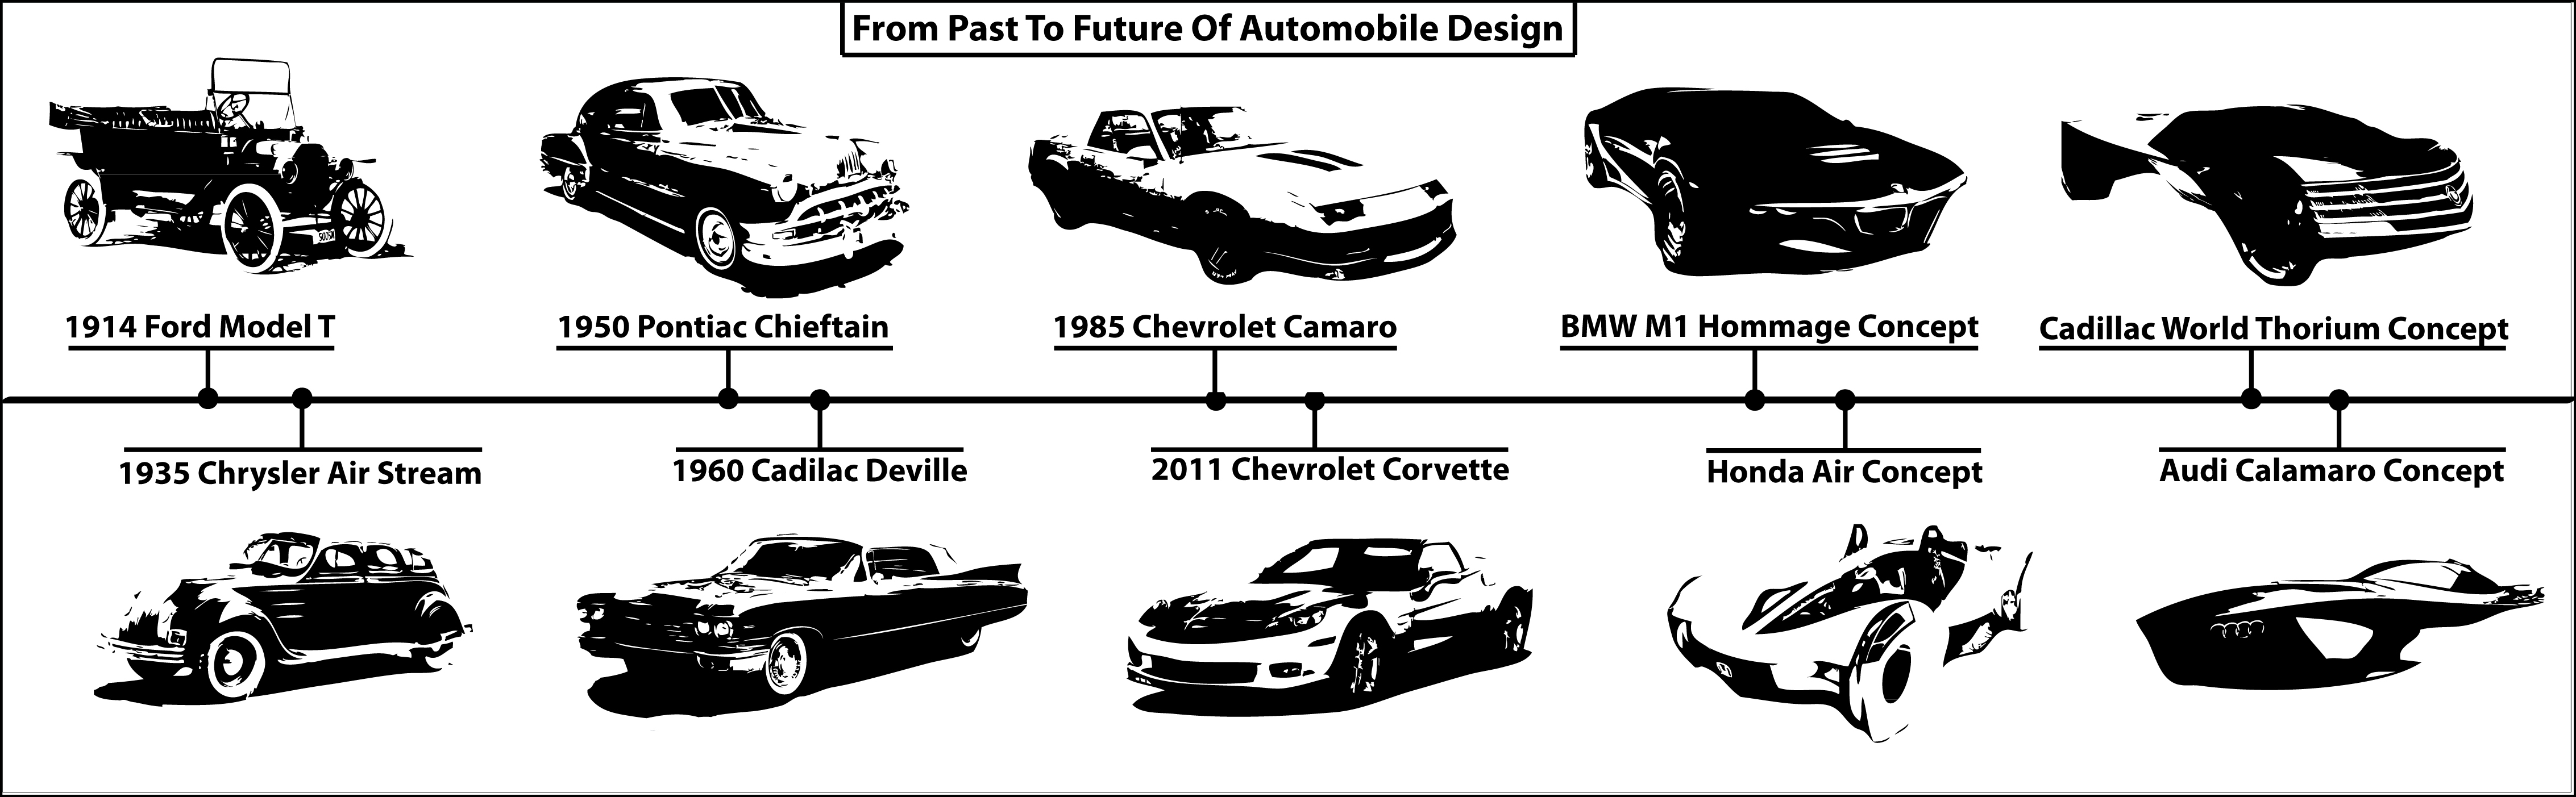 From Past To Future Of Automobile Design
1914 Ford Model T
1950 Pontiac Chieftain
1985 Chevrolet Camaro
BMW M1 Hommage Concept
Cadillac World Thorium Concept
1935 Chrysler Air Stream
1960 Cadilac Deville
2011 Chevrolet Corvette
Honda Air Concept
Audi Calamaro Concept